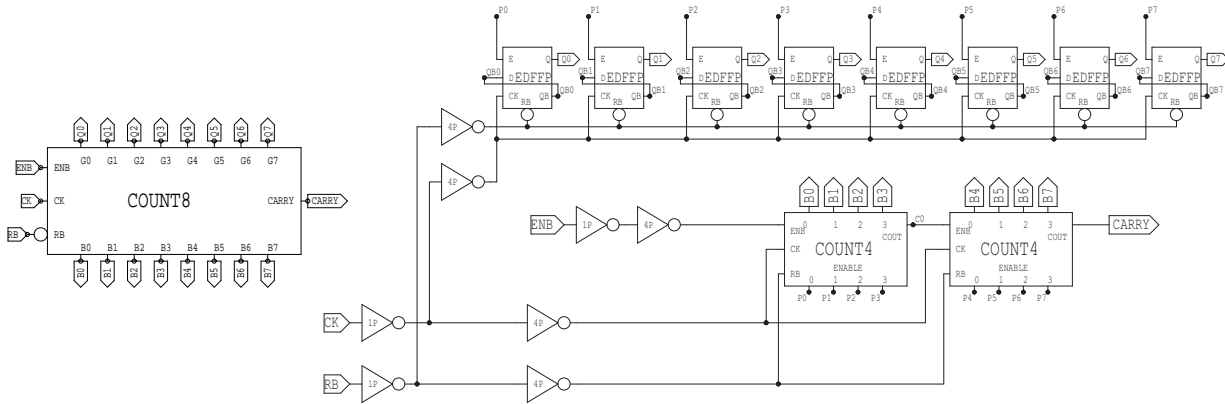 P0 P1 P2 P3 P4 P5 P6 P7
E Q Q0 E Q Q1 E Q Q2 E Q Q3 E Q Q4 E Q Q5 E Q Q6 E Q Q7
QB0 D EDFFP QB1 D EDFFP QB2 D EDFFP QB3 D EDFFP QB4 D EDFFP QB5 D EDFFP QB6 D EDFFP QB7 D EDFFP
CK QB QB0 CK QB QB1 CK QB QB2 CK QB QB3 CK QB QB4 CK QB QB5 CK QB QB6 CK QB QB7
RB RB RB RB RB RB RB RB
4P
4P
Q0 Q1 Q2 Q3 Q4 Q5 Q6 Q7
G0 G1 G2 G3 G4 G5 G6 G7
ENB ENB
CK CK COUNT8 CARRY CARRY
RB RB
B0 B1 B2 B3 B4 B5 B6 B7
B0 B1 B2 B3 B4 B5 B6 B7
B0 B1 B2 B3 B4 B5 B6 B7
ENB 1P 4P
0 1 2 3 C0 0 1 2 3 CARRY
ENB COUT ENB COUT
CK COUNT4 CK COUNT4
RB ENABLE RB ENABLE
0 1 2 3 0 1 2 3
P0 P1 P2 P3 P4 P5 P6 P7
CK 1P 4P
RB 1P 4P